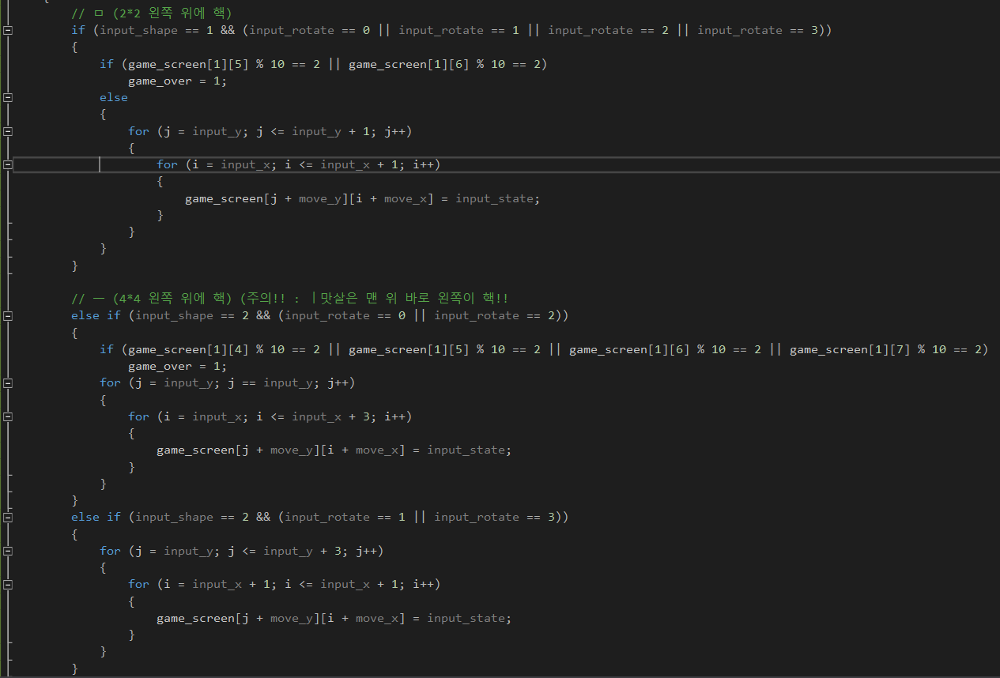 {
// ㅁ (2*2 왼쪽 위에 핵)
if (input_shape == 1 && (input_rotate == 0 || input_rotate == 1 || input_rotate == 2 || input_rotate == 3))
{
if (game_screen[1][5] % 10 == 2 || game_screen[1][6] % 10 == 2)
game_over = 1;
else
{
for (j = input_y; j <= input_y + 1; j++)
{
for (i = input_x; i <= input_x + 1; i++)
{
game_screen[j + move_y][i + move_x] = input_state;
}
}
}
}
// ㅡ (4*4 왼쪽 위에 핵) (주의!! : ㅣ맛살은 맨 위 바로 왼쪽이 핵!!
else if (input_shape == 2 && (input_rotate == 0 || input_rotate == 2))
{
if (game_screen[1][4] % 10 == 2 || game_screen[1][5] % 10 == 2 || game_screen[1][6] % 10 == 2 || game_screen[1][7] % 10 == 2)
game_over = 1;
for (j = input_y; j == input_y; j++)
{
for (i = input_x; i <= input_x + 3; i++)
{
game_screen[j + move_y][i + move_x] = input_state;
}
}
}
else if (input_shape == 2 && (input_rotate == 1 || input_rotate == 3))
{
for (j = input_y; j <= input_y + 3; j++)
{
for (i = input_x + 1; i <= input_x + 1; i++)
{
game_screen[j + move_y][i + move_x] = input_state;
}
}
}